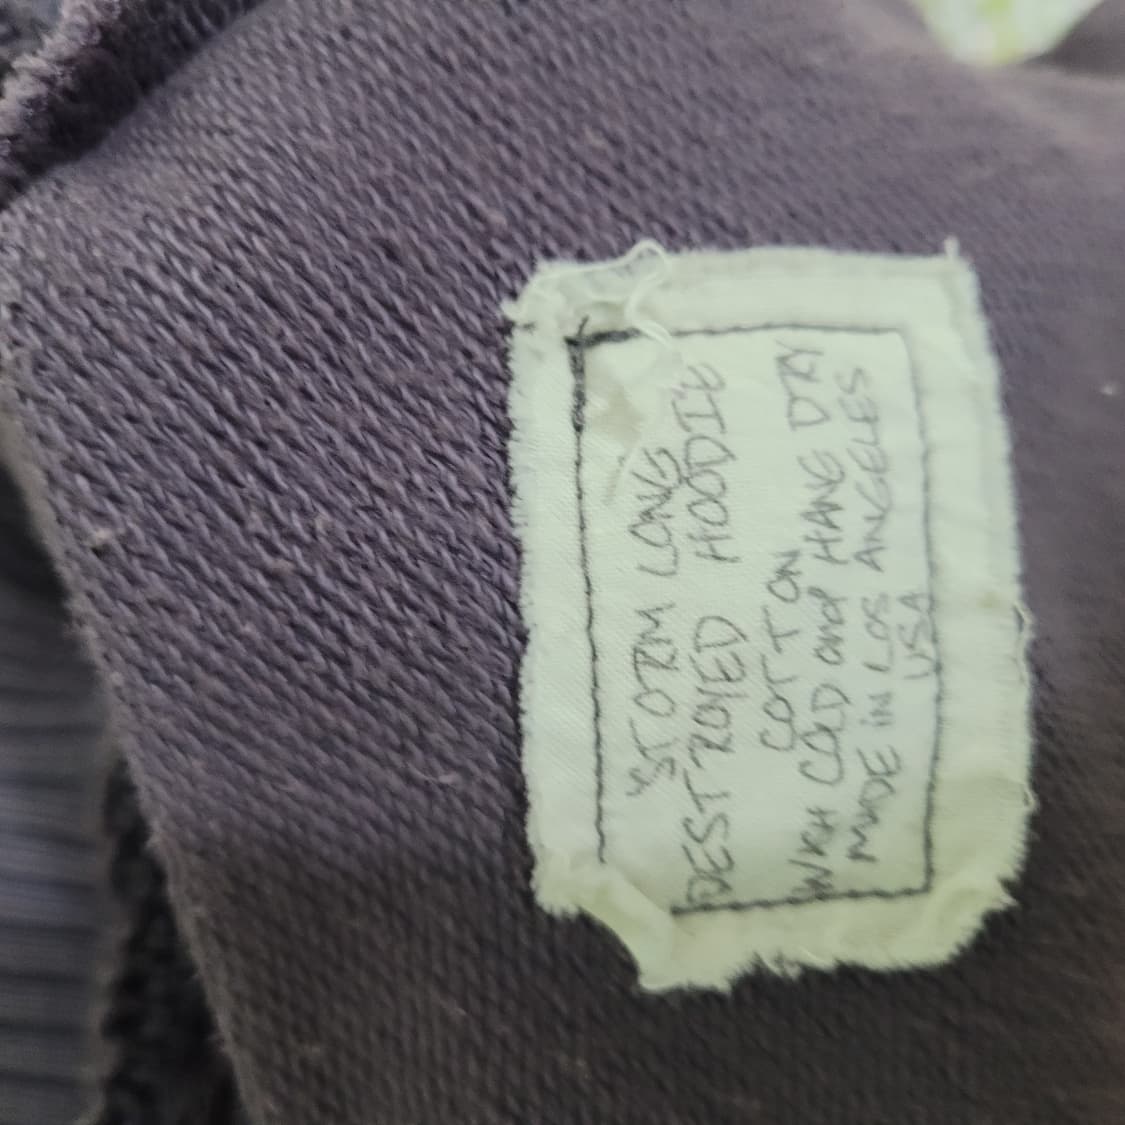 "STORM LONG
DESTROYED HOODIE
COTTON
WASH COLD and HANG DRY
MADE iN LOS ANGELES
USA